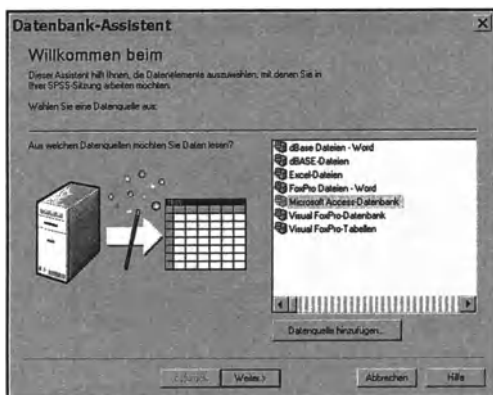 Datenbank-Assistent
Willkommen beim
Dieser Assistent hilft Ihnen, die Datenelemente auszuwählen, mit denen Sie in
Ihrer SPSS-Sitzung arbeiten möchten.
Wählen Sie eine Datenquelle aus:
Aus welchen Datenquellen möchten Sie Daten lesen?
dBase Dateien - Word
dBASE-Dateien
Excel-Dateien
FoxPro Dateien - Word
Microsoft Access-Datenbank
Visual FoxPro-Datenbank
Visual FoxPro-Tabellen
Datenquelle hinzufügen...
< Zurück
Weiter >
Abbrechen
Hilfe